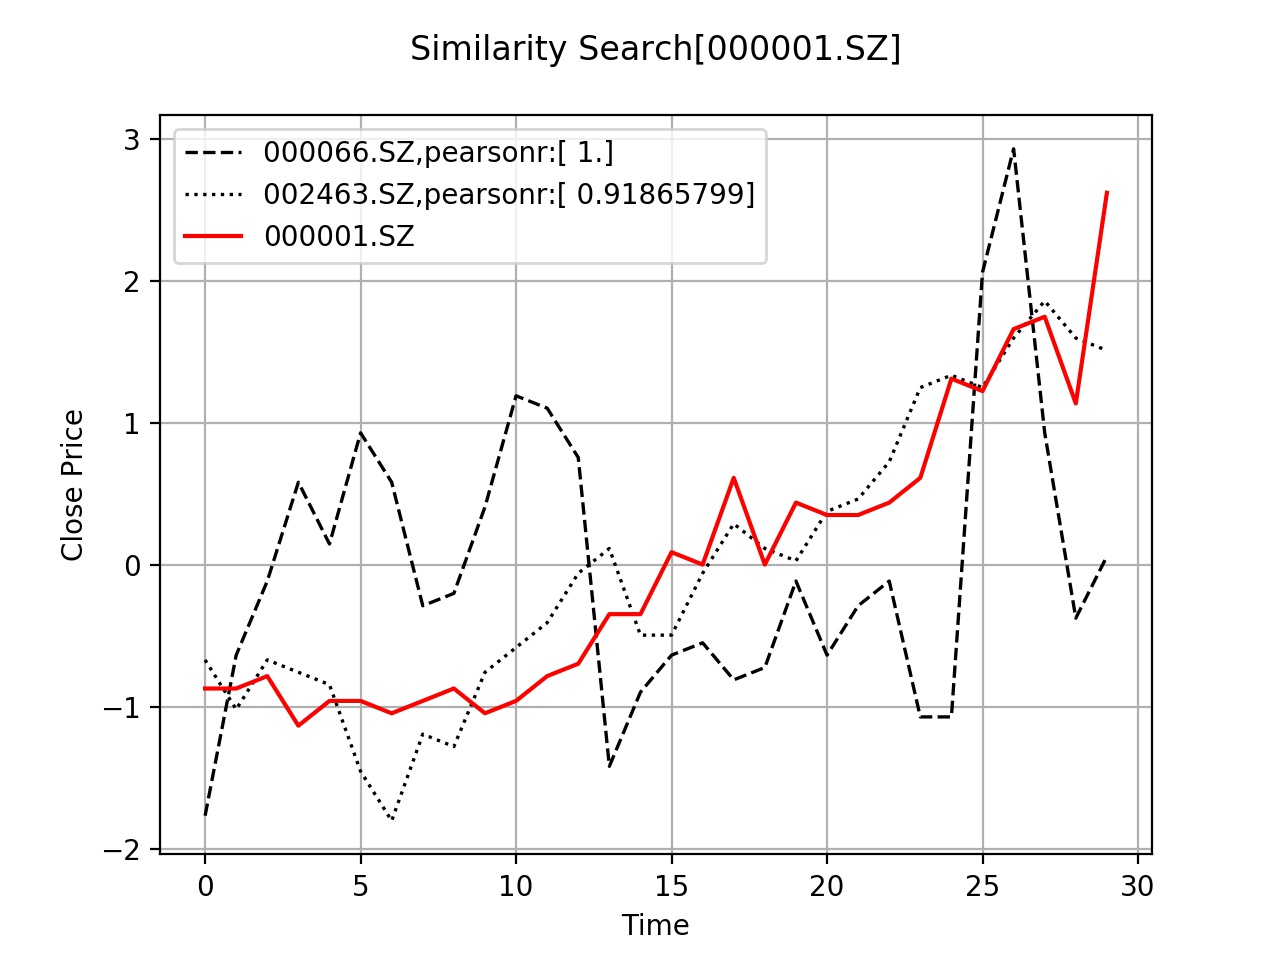 Similarity Search[000001.SZ]
000066.SZ,pearsonr:[ 1.]
002463.SZ,pearsonr:[ 0.91865799]
000001.SZ
Close Price
3
2
1
0
−1
−2
0 5 10 15 20 25 30
Time